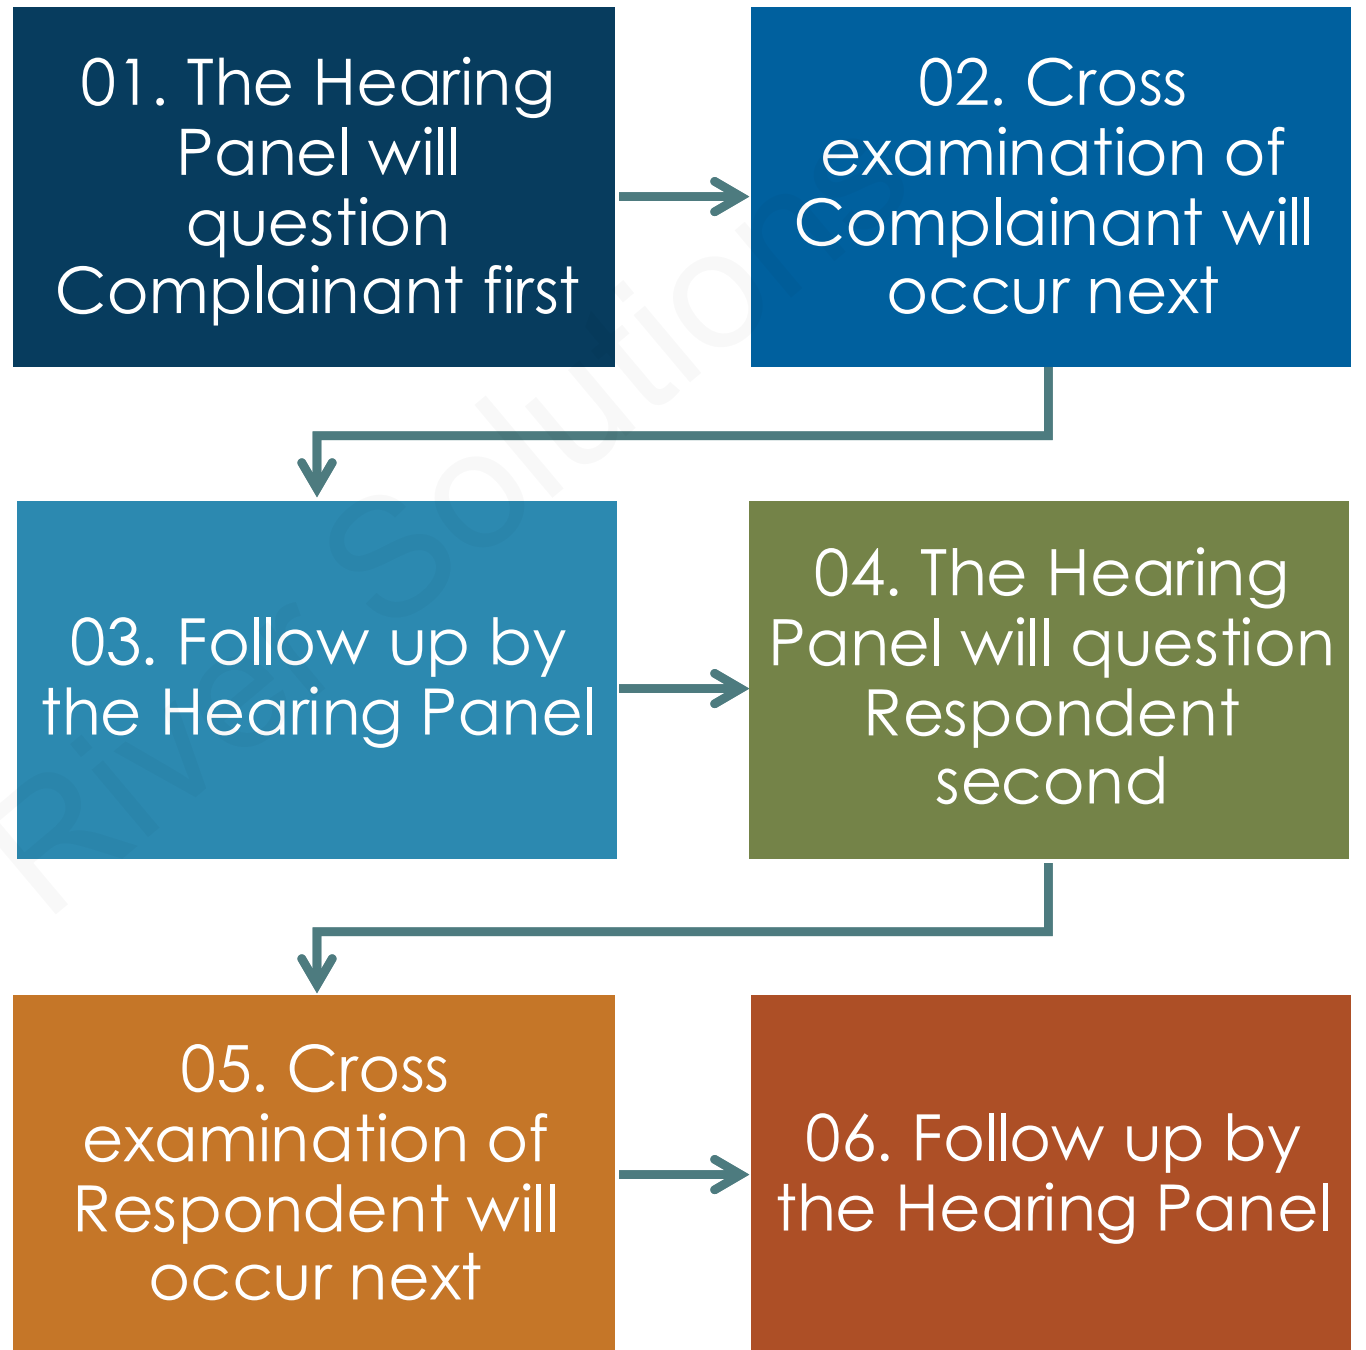 01. The Hearing
Panel will
question
Complainant first
02. Cross
examination of
Complainant will
occur next
03. Follow up by
the Hearing Panel
04. The Hearing
Panel will question
Respondent
second
05. Cross
examination of
Respondent will
occur next
06. Follow up by
the Hearing Panel
River Solutions